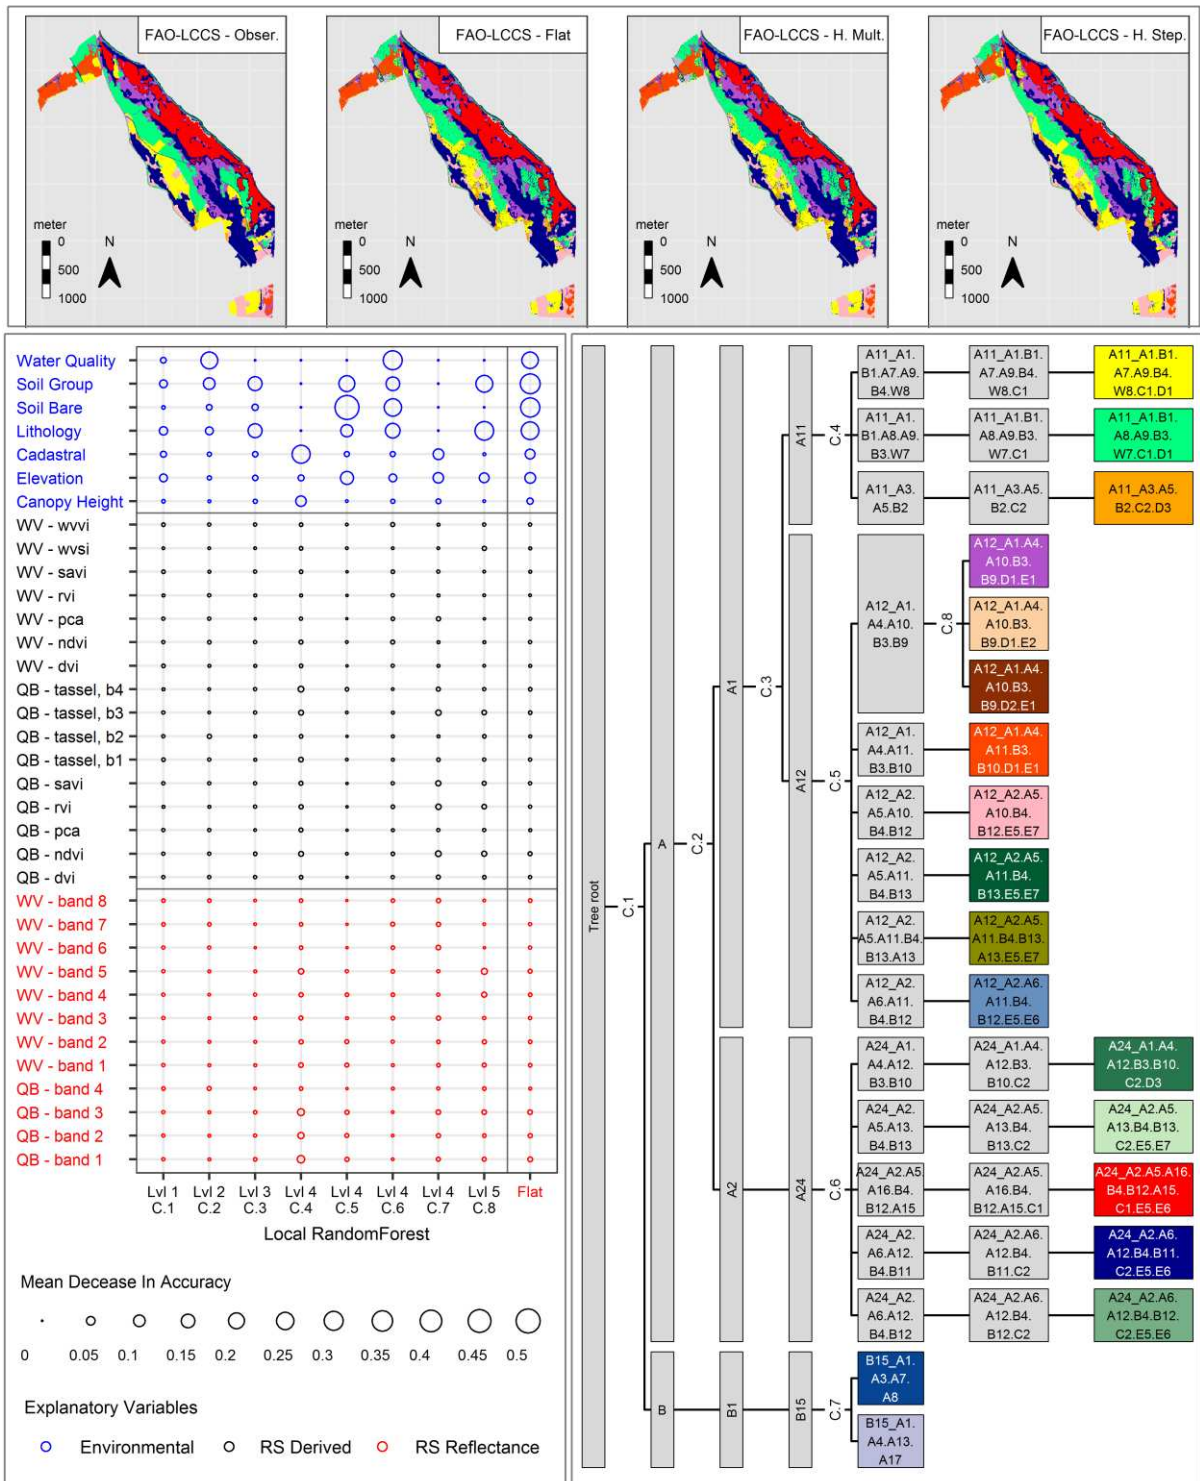 FAO-LCCS - Obser.
FAO-LCCS - Flat
FAO-LCCS - H. Mult.
FAO-LCCS - H. Step.
meter
0
500
1000
N
meter
0
500
1000
N
meter
0
500
1000
N
meter
0
500
1000
N
Water Quality
Soil Group
Soil Bare
Lithology
Cadastral
Elevation
Canopy Height
WV - wvvi
WV - wvsi
WV - savi
WV - rvi
WV - pca
WV - ndvi
WV - dvi
QB - tassel, b4
QB - tassel, b3
QB - tassel, b2
QB - tassel, b1
QB - savi
QB - rvi
QB - pca
QB - ndvi
QB - dvi
WV - band 8
WV - band 7
WV - band 6
WV - band 5
WV - band 4
WV - band 3
WV - band 2
WV - band 1
QB - band 4
QB - band 3
QB - band 2
QB - band 1
Lvl 1 Lvl 2 Lvl 3 Lvl 4 Lvl 4 Lvl 4 Lvl 4 Lvl 5 Flat
C.1 C.2 C.3 C.4 C.5 C.6 C.7 C.8
Local RandomForest
Mean Decease In Accuracy
0 0.05 0.1 0.15 0.2 0.25 0.3 0.35 0.4 0.45 0.5
Explanatory Variables
Environmental RS Derived RS Reflectance
Tree root
C.1
A
B
C.2
A1
A2
B1
C.3
A11
A12
A24
B15
C.4
C.5
C.6
C.7
A11_A1.
B1.A7.A9.
B4.W8
A11_A1.B1.
A7.A9.B4.
W8.C1
A11_A1.B1.
A7.A9.B4.
W8.C1.D1
A11_A1.
B1.A8.A9.
B3.W7
A11_A1.B1.
A8.A9.B3.
W7.C1
A11_A1.B1.
A8.A9.B3.
W7.C1.D1
A11_A3.
A5.B2
A11_A3.A5.
B2.C2
A11_A3.A5.
B2.C2.D3
A12_A1.
A4.A10.
B3.B9
C.8
A12_A1.A4.
A10.B3.
B9.D1.E1
A12_A1.A4.
A10.B3.
B9.D1.E2
A12_A1.A4.
A10.B3.
B9.D2.E1
A12_A1.
A4.A11.
B3.B10
A12_A1.A4.
A11.B3.
B10.D1.E1
A12_A2.
A5.A10.
B4.B12
A12_A2.A5.
A10.B4.
B12.E5.E7
A12_A2.
A5.A11.
B4.B13
A12_A2.A5.
A11.B4.
B13.E5.E7
A12_A2.
A5.A11.B4.
B13.A13
A12_A2.A5.
A11.B4.B13.
A13.E5.E7
A12_A2.
A6.A11.
B4.B12
A12_A2.A6.
A11.B4.
B12.E5.E6
A24_A1.
A4.A12.
B3.B10
A24_A1.A4.
A12.B3.
B10.C2
A24_A1.A4.
A12.B3.B10.
C2.D3
A24_A2.
A5.A13.
B4.B13
A24_A2.A5.
A13.B4.
B13.C2
A24_A2.A5.
A13.B4.B13.
C2.E5.E7
A24_A2.A5
A16.B4.
B12.A15
A24_A2.A5.
A16.B4.
B12.A15.C1
A24_A2.A5.A16.
B4.B12.A15.
C1.E5.E6
A24_A2.
A6.A12.
B4.B11
A24_A2.A6.
A12.B4.
B11.C2
A24_A2.A6.
A12.B4.B11.
C2.E5.E6
A24_A2.
A6.A12.
B4.B12
A24_A2.A6.
A12.B4.
B12.C2
A24_A2.A6.
A12.B4.B12.
C2.E5.E6
B15_A1.
A3.A7.
A8
B15_A1.
A4.A13.
A17